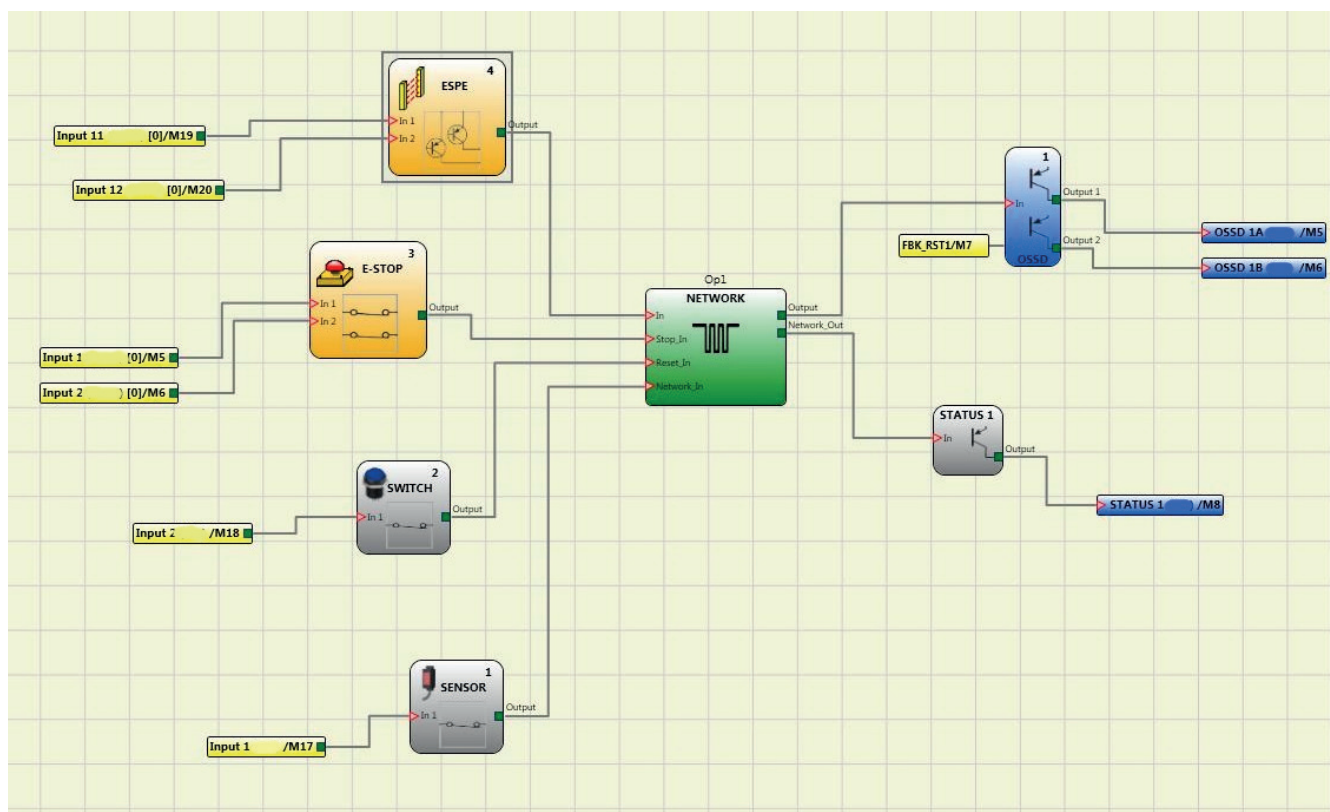 4
ESPE
In 1
In 2
Output
Input 11 [0]/M19
Input 12 [0]/M20
3
E-STOP
In 1
In 2
Output
Input 1 [0]/M5
Input 2 ) [0]/M6
2
SWITCH
In 1
Output
Input 2 /M18
1
SENSOR
In 1
Output
Input 1 /M17
Op1
NETWORK
In
Stop_In
Reset_In
Network_In
Output
Network_Out
1
In
Output 1
Output 2
OSSD
FBK_RST1/M7
OSSD 1A /M5
OSSD 1B /M6
STATUS 1
In
Output
STATUS 1 ) /M8